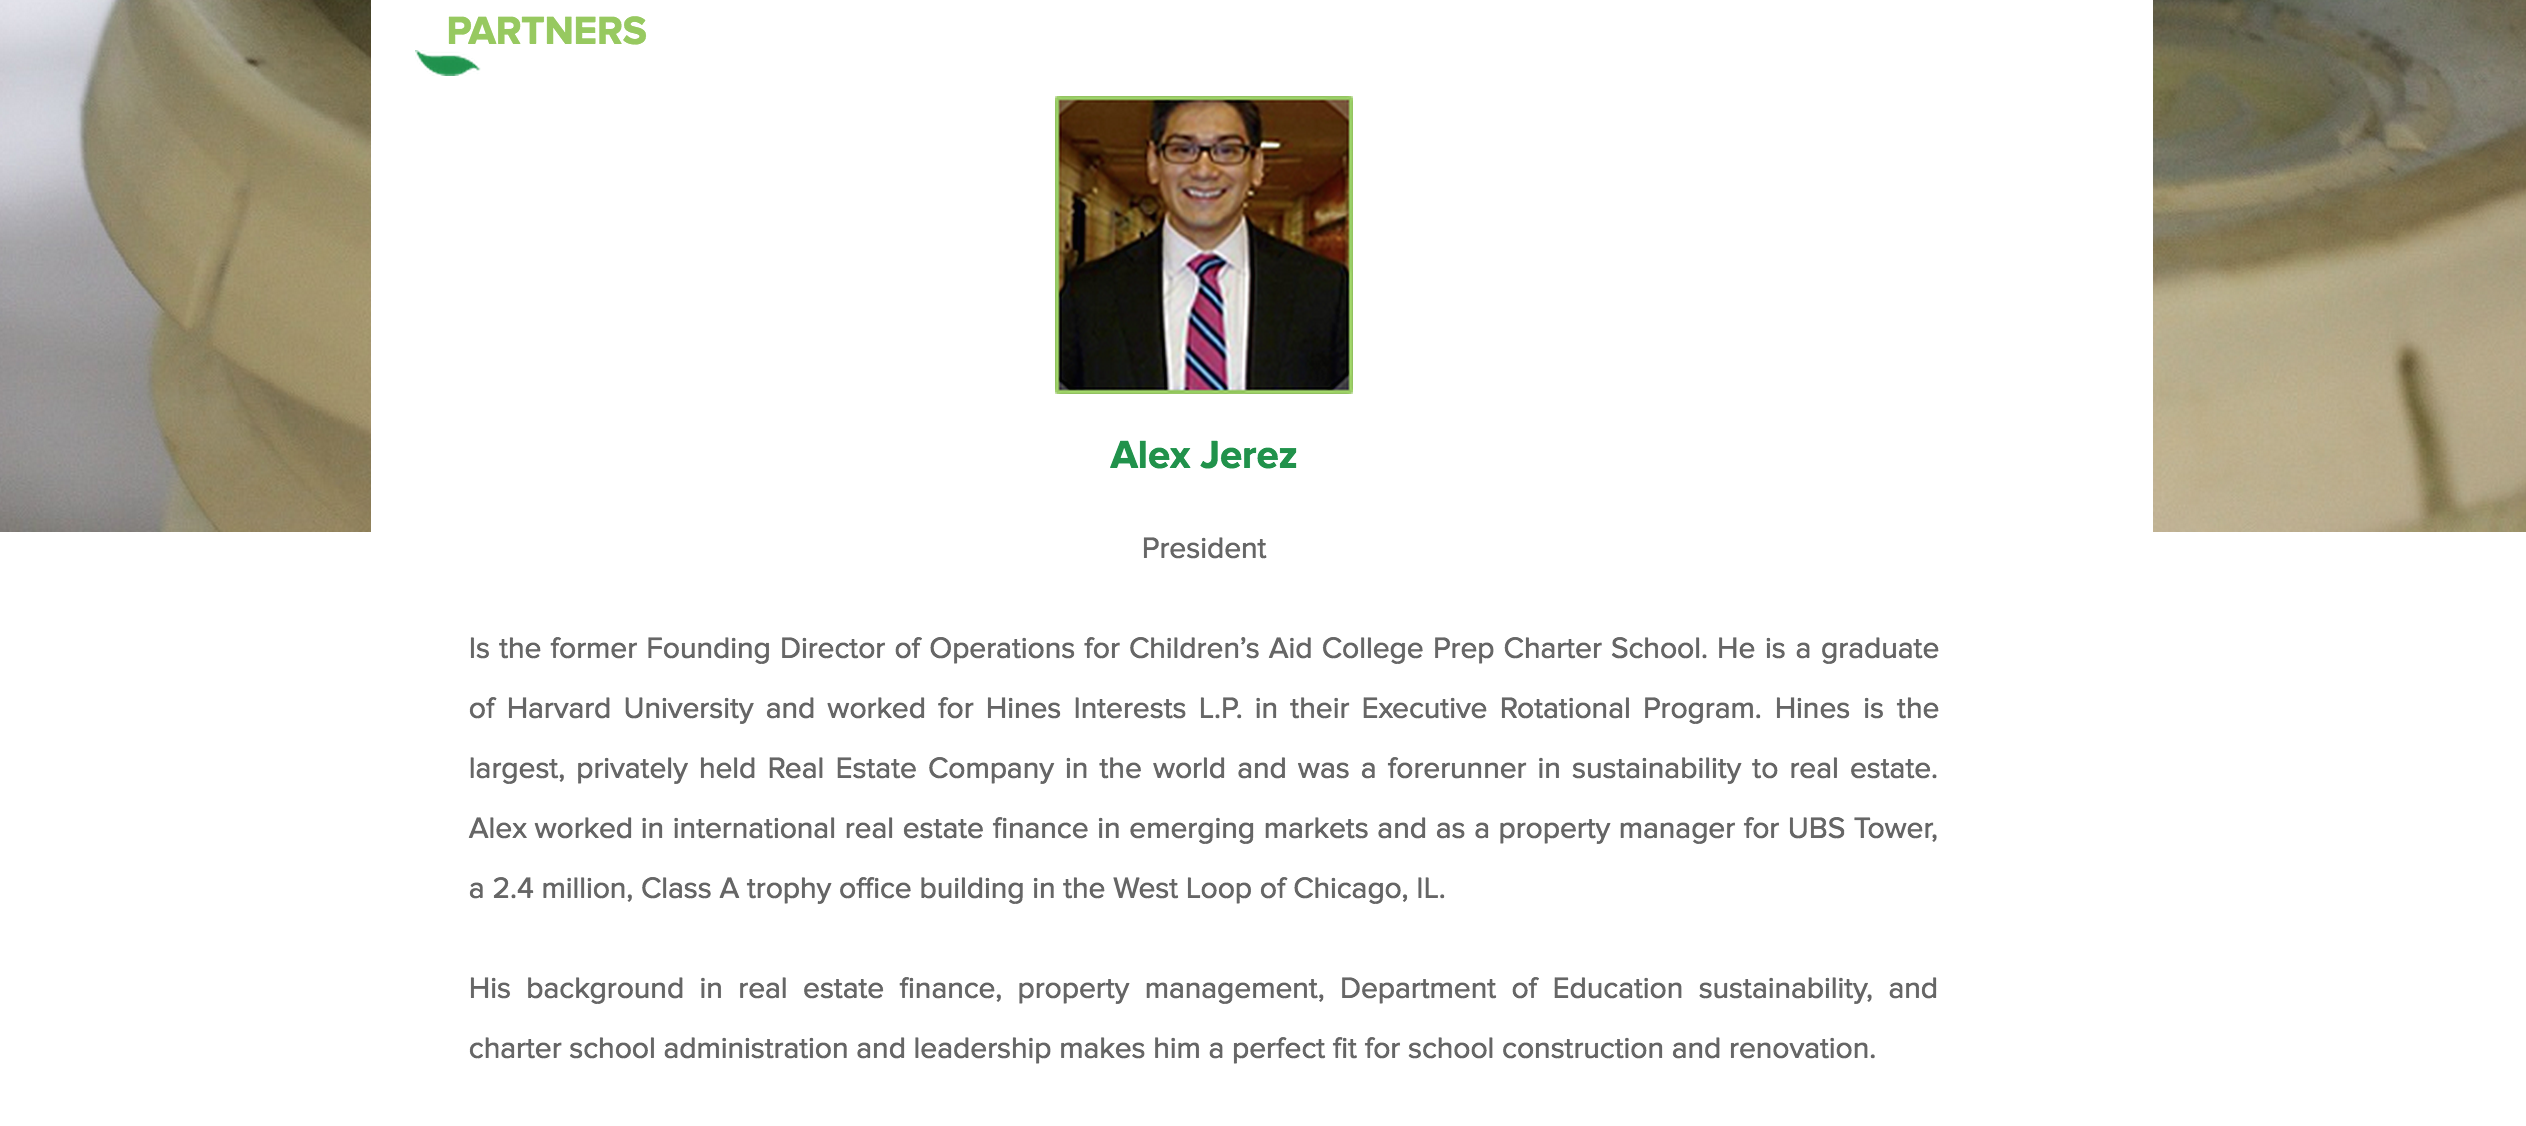 PARTNERS
Alex Jerez
President
Is the former Founding Director of Operations for Children’s Aid College Prep Charter School. He is a graduate
of Harvard University and worked for Hines Interests L.P. in their Executive Rotational Program. Hines is the
largest, privately held Real Estate Company in the world and was a forerunner in sustainability to real estate.
Alex worked in international real estate finance in emerging markets and as a property manager for UBS Tower,
a 2.4 million, Class A trophy office building in the West Loop of Chicago, IL.
His background in real estate finance, property management, Department of Education sustainability, and
charter school administration and leadership makes him a perfect fit for school construction and renovation.